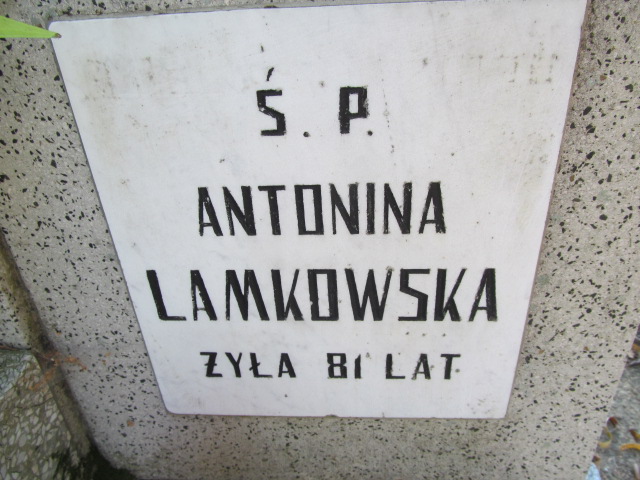 Ś. P.
ANTONINA
LAMKOWSKA
ŻYŁA 81 LAT